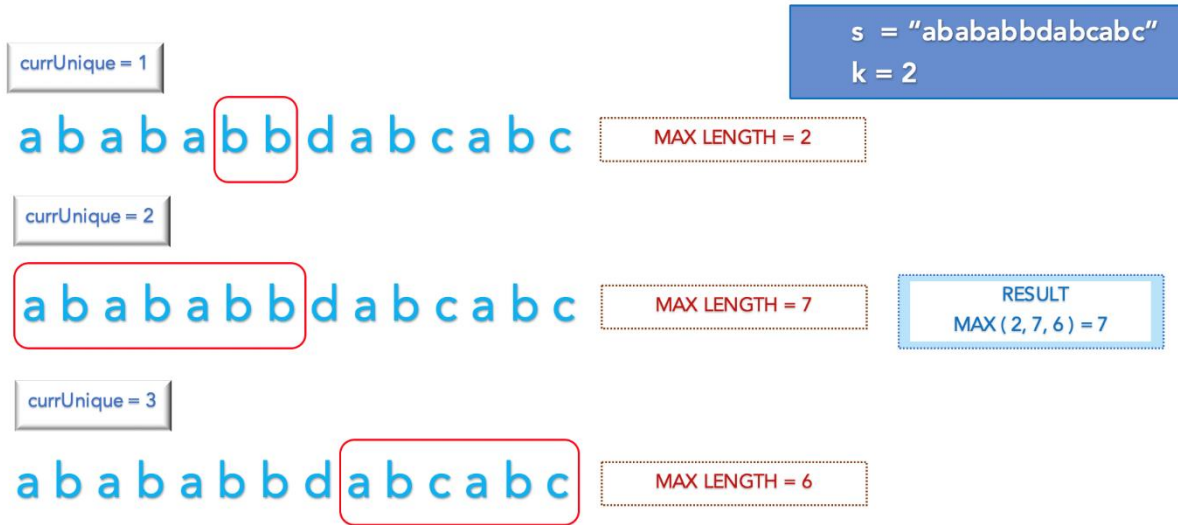 s = "abababbdabcabc"
k = 2
currUnique = 1
a b a b a b b d a b c a b c
MAX LENGTH = 2
currUnique = 2
a b a b a b b d a b c a b c
MAX LENGTH = 7
RESULT
MAX ( 2, 7, 6 ) = 7
currUnique = 3
a b a b a b b d a b c a b c
MAX LENGTH = 6